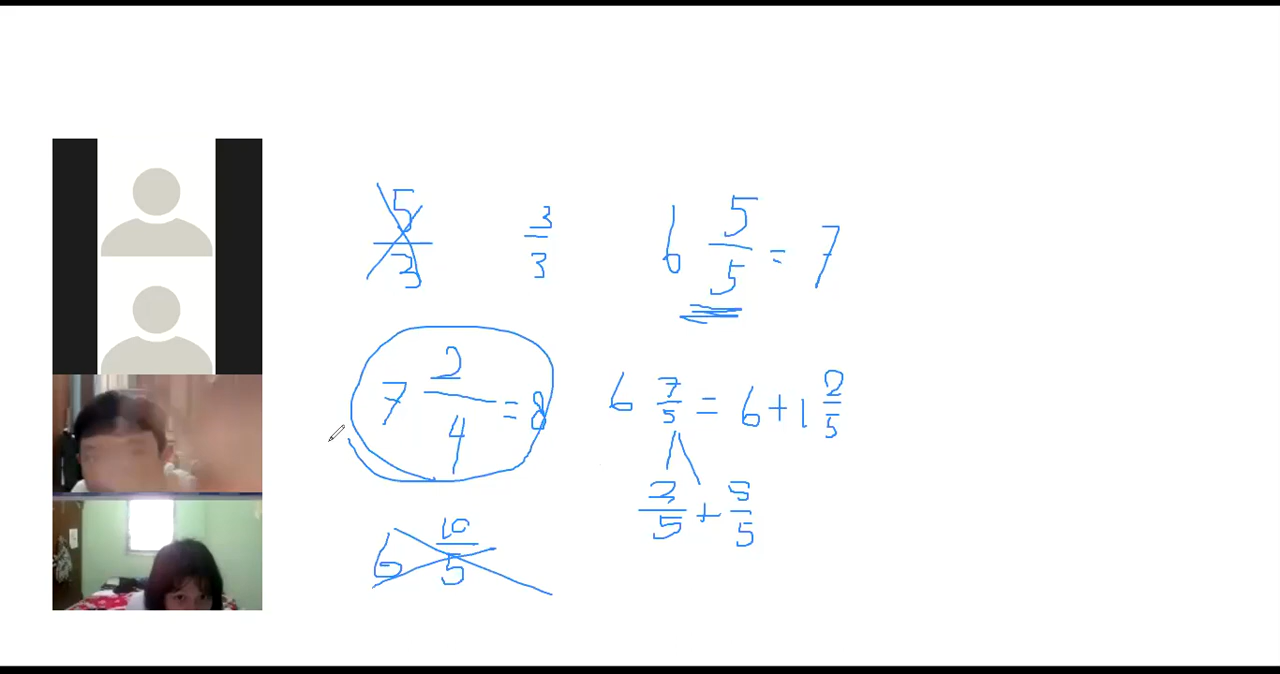 5/3 3/3 6 5/5 = 7
7 2/4 = 8 6 7/5 = 6 + 1 2/5
2/5 + 5/5
6 10/5